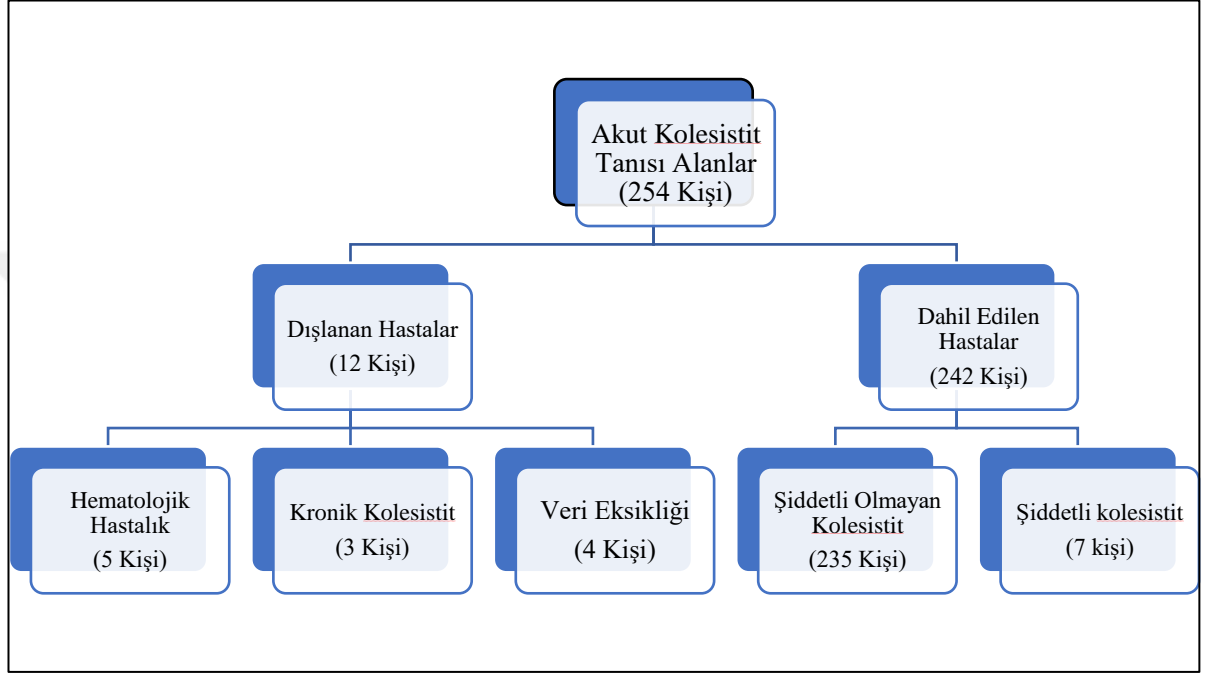 Akut Kolesistit
Tanısı Alanlar
(254 Kişi)
Dışlanan Hastalar
(12 Kişi)
Dahil Edilen
Hastalar
(242 Kişi)
Hematolojik
Hastalık
(5 Kişi)
Kronik Kolesistit
(3 Kişi)
Veri Eksikliği
(4 Kişi)
Şiddetli Olmayan
Kolesistit
(235 Kişi)
Şiddetli kolesistit
(7 kişi)